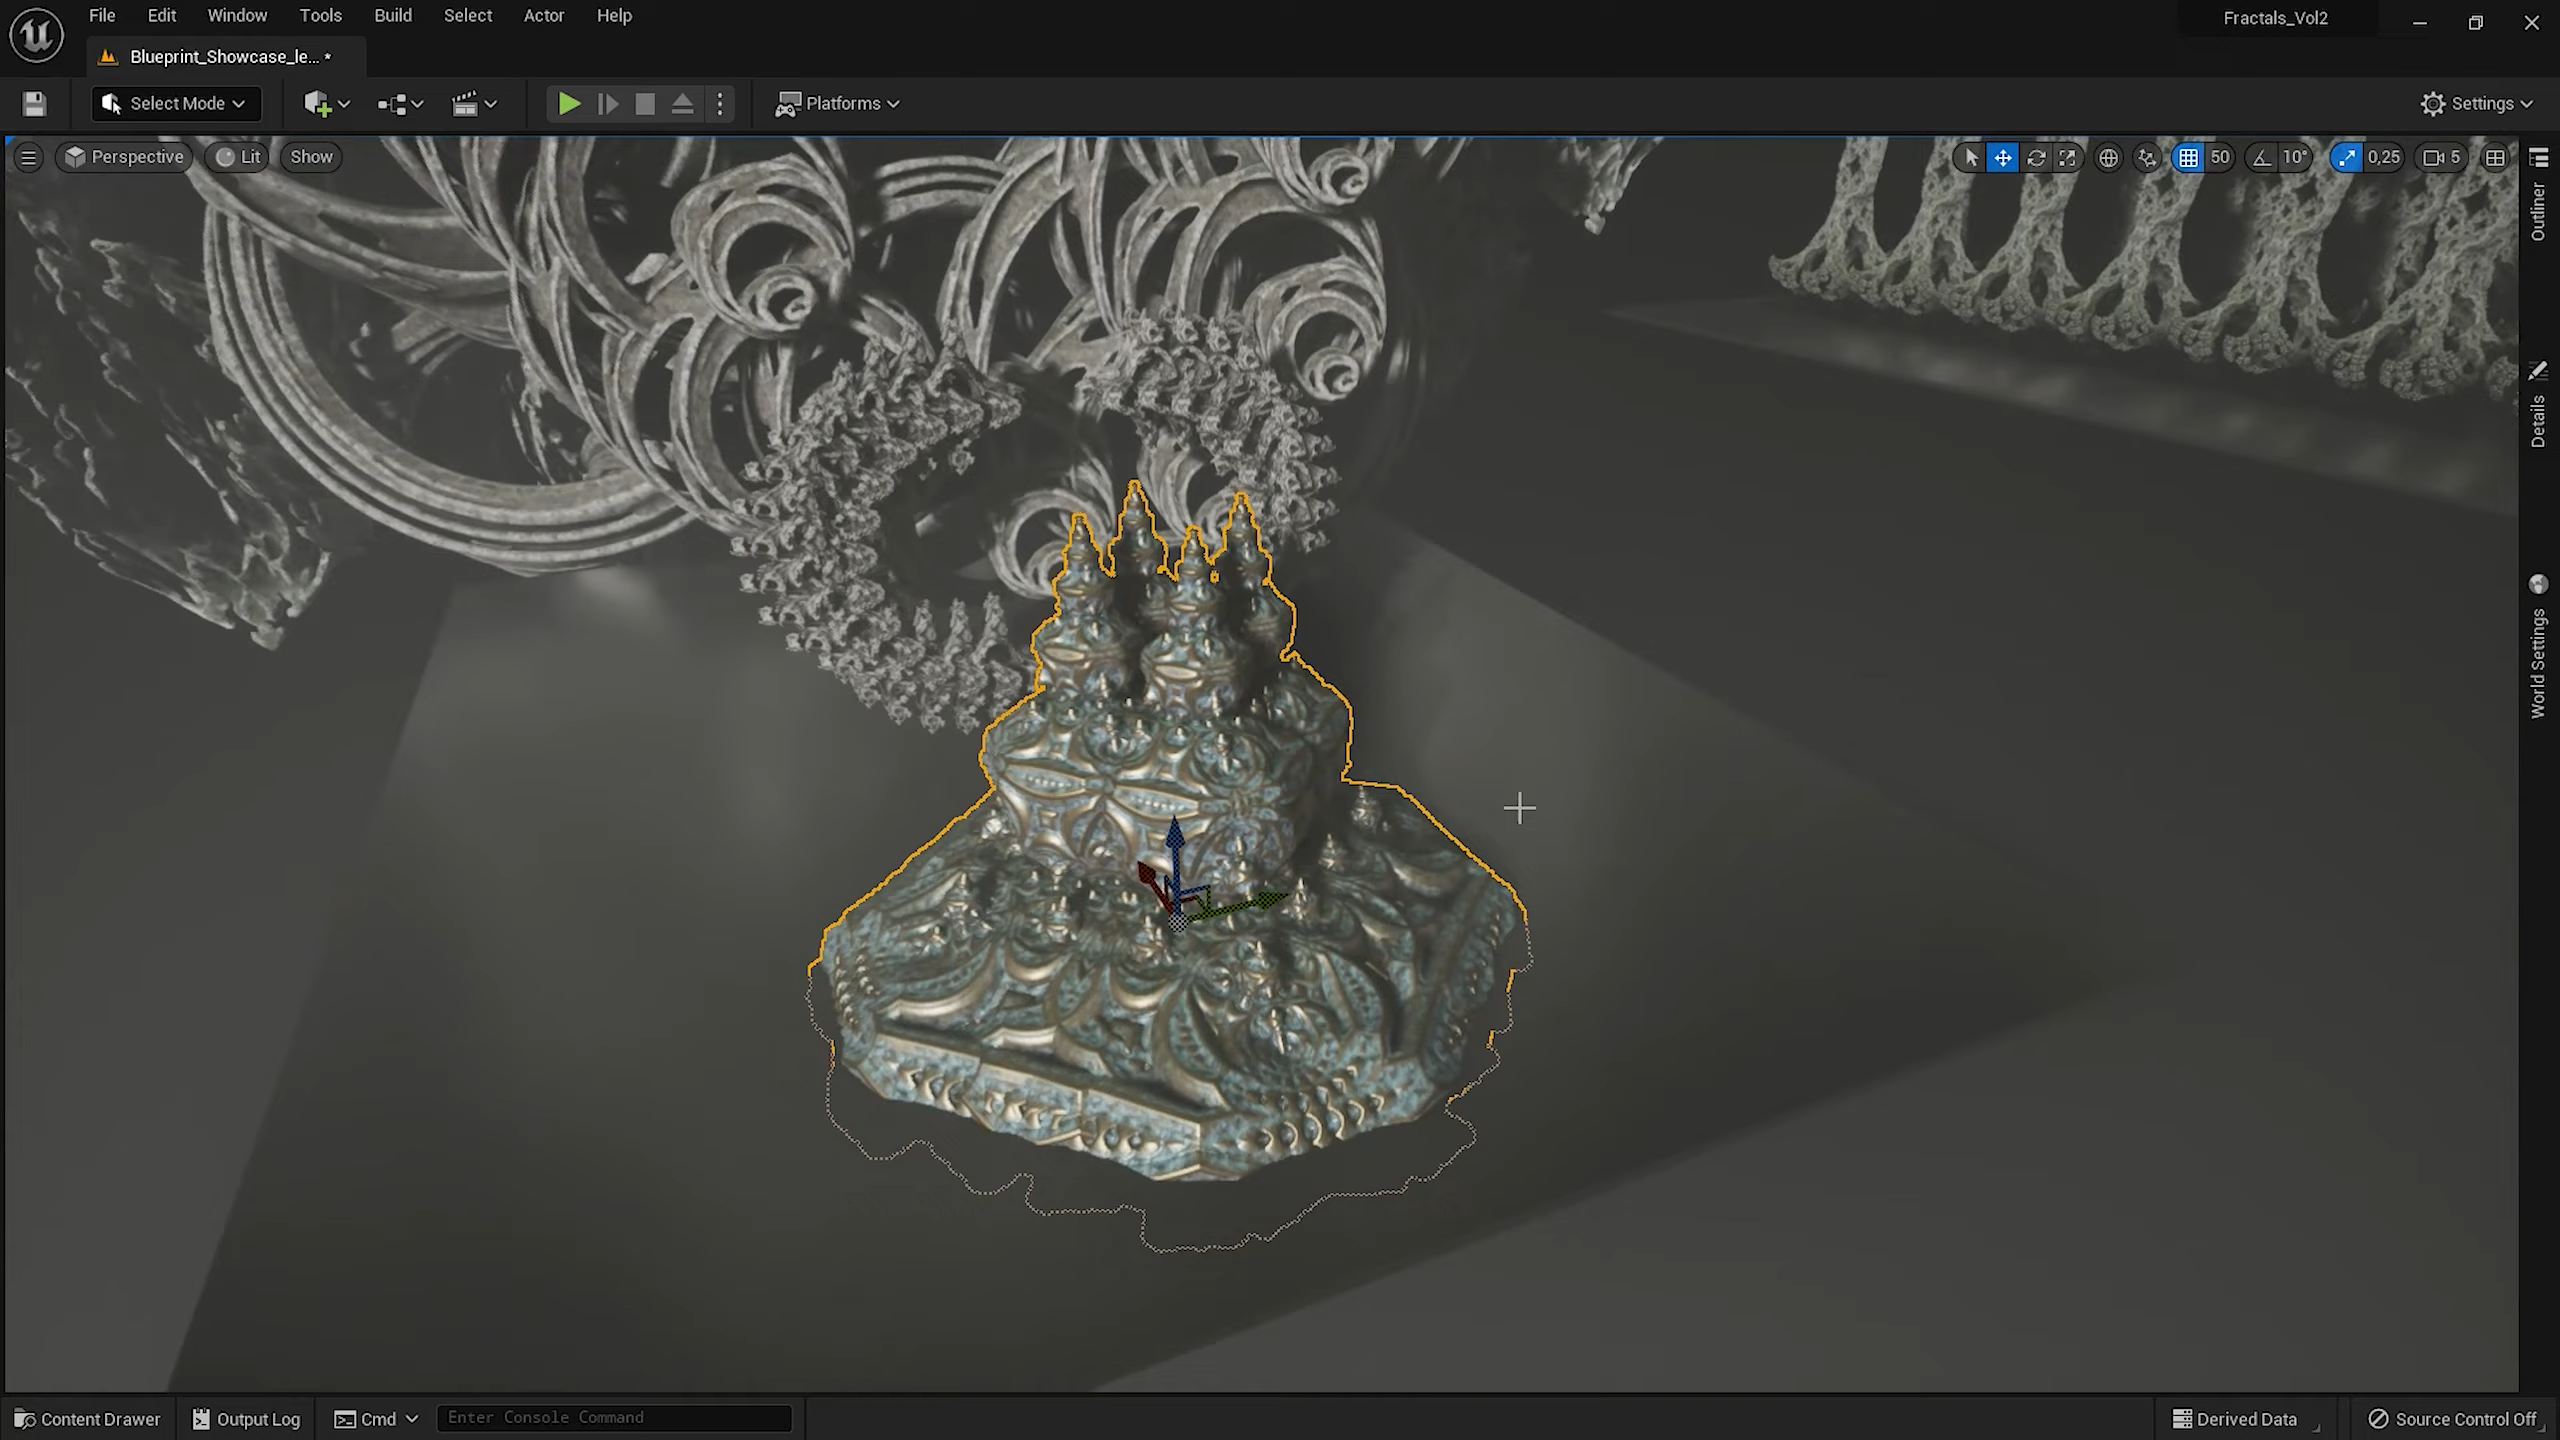 File Edit Window Tools Build Select Actor Help
Fractals_Vol2
Blueprint_Showcase_le... •
Select Mode
Platforms
Settings
Perspective Lit Show
50 10° 0,25 5
Outliner
Details
World Settings
Content Drawer Output Log Cmd Enter Console Command
Derived Data Source Control Off